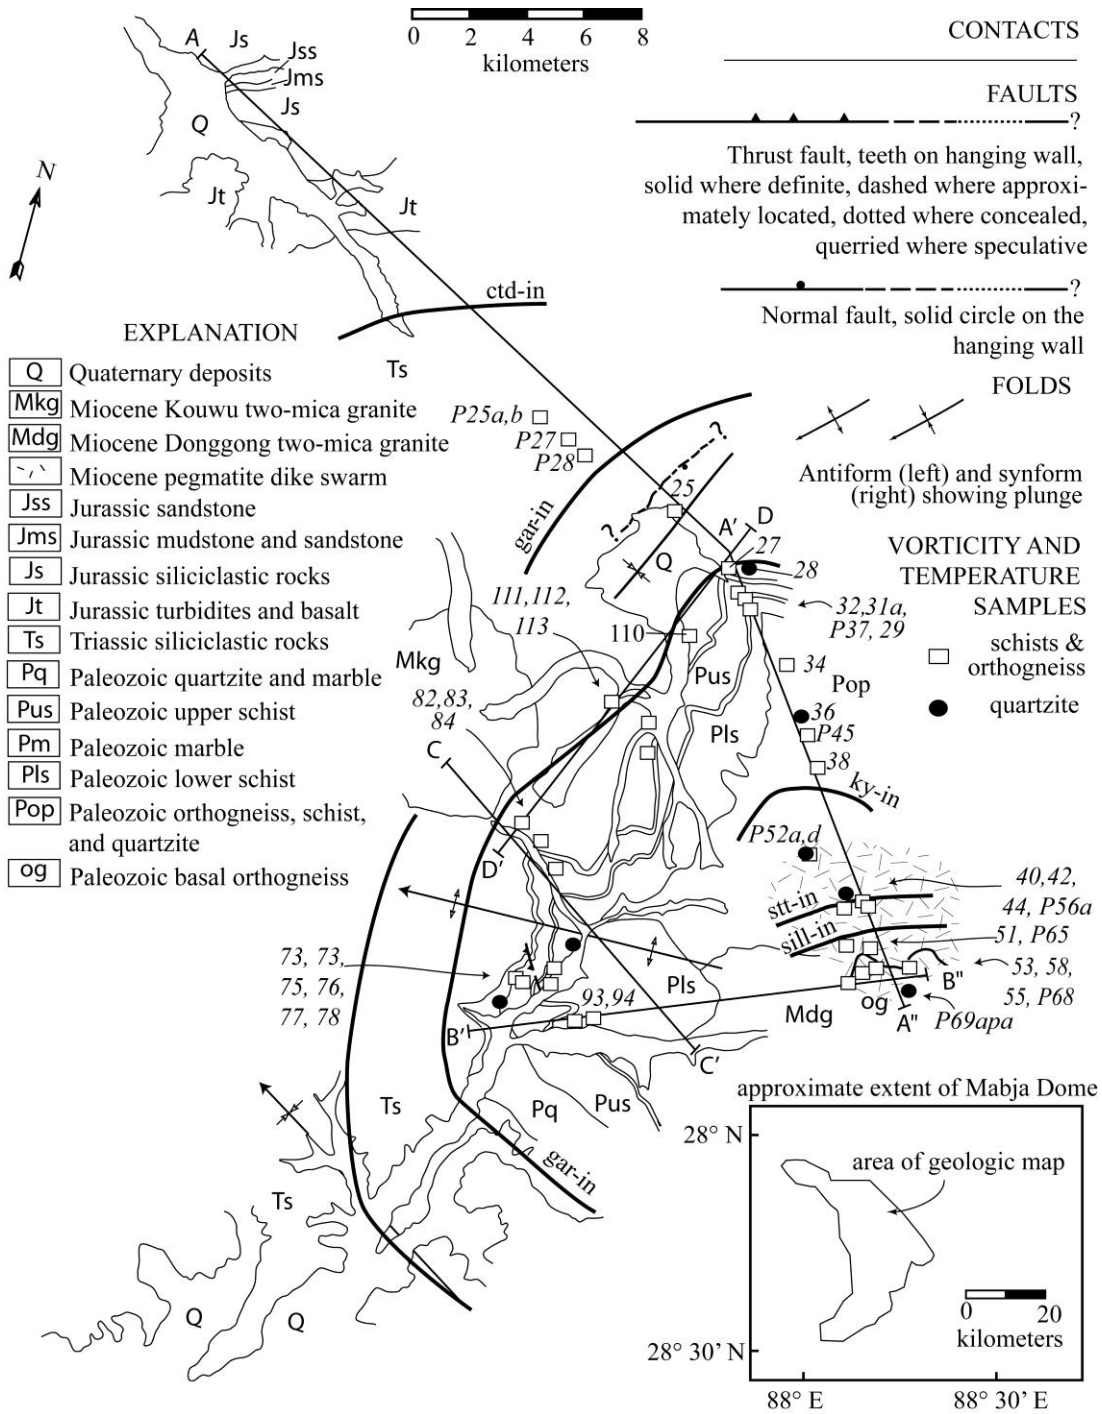 0 2 4 6 8
kilometers
CONTACTS
FAULTS
?
Thrust fault, teeth on hanging wall,
solid where definite, dashed where approxi-
mately located, dotted where concealed,
querried where speculative
?
Normal fault, solid circle on the
hanging wall
FOLDS
Antiform (left) and synform
(right) showing plunge
VORTICITY AND
TEMPERATURE
SAMPLES
schists &
orthogneiss
quartzite
N
EXPLANATION
Q Quaternary deposits
Mkg Miocene Kouwu two-mica granite
Mdg Miocene Donggong two-mica granite
Miocene pegmatite dike swarm
Jss Jurassic sandstone
Jms Jurassic mudstone and sandstone
Js Jurassic siliciclastic rocks
Jt Jurassic turbidites and basalt
Ts Triassic siliciclastic rocks
Pq Paleozoic quartzite and marble
Pus Paleozoic upper schist
Pm Paleozoic marble
Pls Paleozoic lower schist
Pop Paleozoic orthogneiss, schist,
and quartzite
og Paleozoic basal orthogneiss
A
Js
Jss
Jms
Js
Q
Jt
Jt
ctd-in
Ts
P25a,b
P27
P28
gar-in
?
25
?
Q
A'
D
27
28
32,31a,
P37, 29
111,112,
113
110
Mkg
Pus
34
Pop
36
P45
Pls
38
82,83,
84
C
ky-in
D'
P52a,d
40,42,
44, P56a
stt-in
sill-in
51, P65
53, 58,
55, P68
73, 73,
75, 76,
77, 78
93,94
Pls
B'
Mdg
og
B"
A"
P69apa
C'
Ts
Pq
Pus
gar-in
Ts
Q
Q
approximate extent of Mabja Dome
28° N
area of geologic map
0 20
kilometers
28° 30' N
88° E
88° 30' E